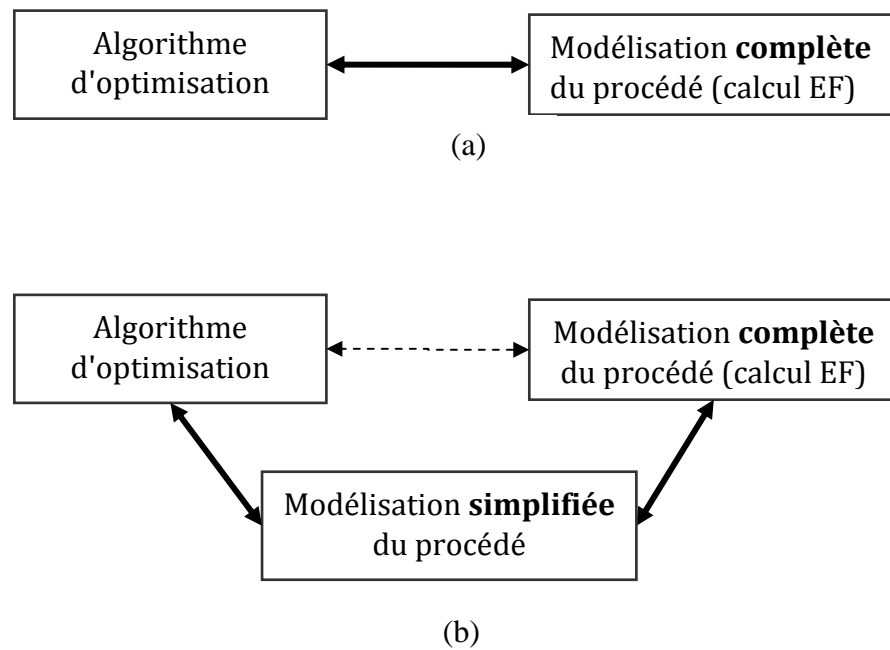 Algorithme
d'optimisation
Modélisation complète
du procédé (calcul EF)
(a)
Algorithme
d'optimisation
Modélisation complète
du procédé (calcul EF)
Modélisation simplifiée
du procédé
(b)